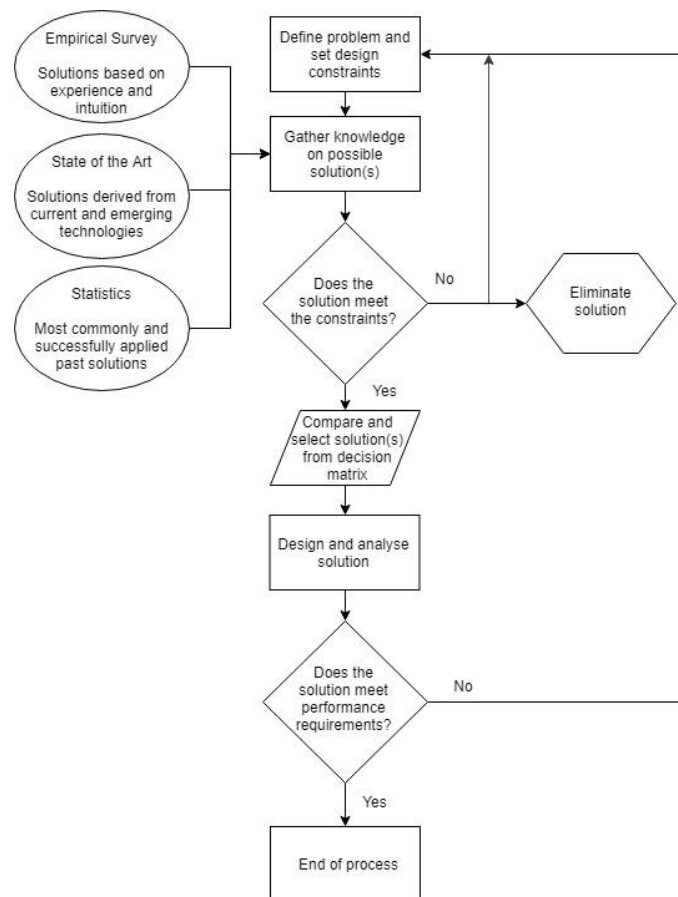 Empirical Survey
Solutions based on
experience and
intuition
State of the Art
Solutions derived from
current and emerging
technologies
Statistics
Most commonly and
successfully applied
past solutions
Define problem and
set design
constraints
Gather knowledge
on possible
solution(s)
Does the
solution meet
the constraints?
No
Eliminate
solution
Yes
Compare and
select solution(s)
from decision
matrix
Design and analyse
solution
Does the
solution meet
performance
requirements?
No
Yes
End of process